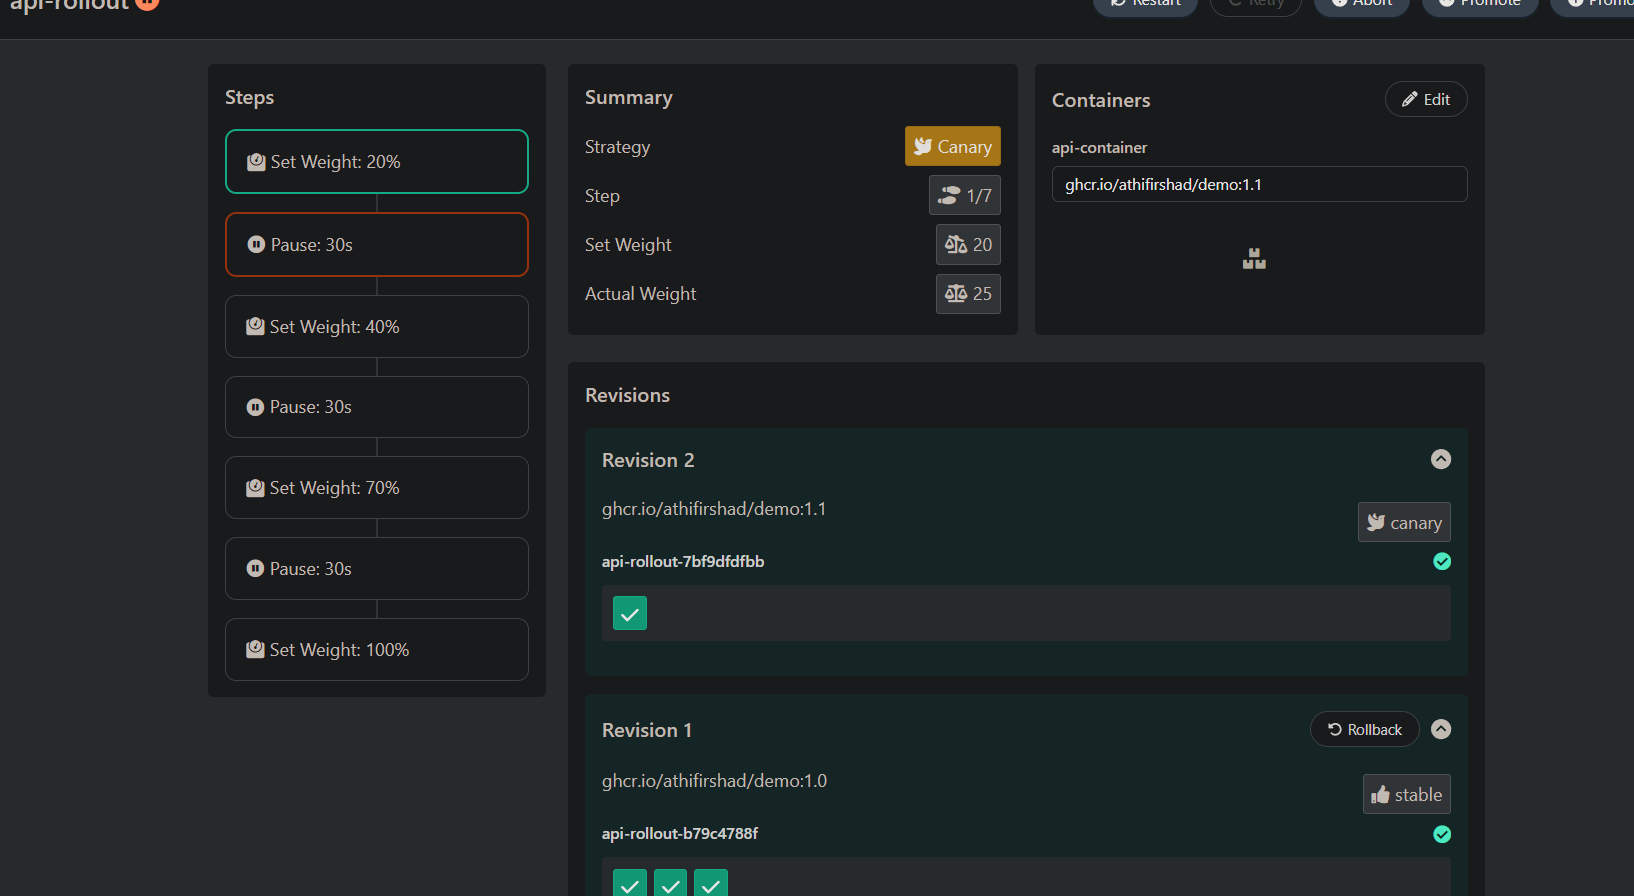 api-rollout
Restart
Retry
Abort
Promote
Steps
Set Weight: 20%
Pause: 30s
Set Weight: 40%
Pause: 30s
Set Weight: 70%
Pause: 30s
Set Weight: 100%
Summary
Strategy
Canary
Step
1/7
Set Weight
20
Actual Weight
25
Containers
Edit
api-container
ghcr.io/athifirshad/demo:1.1
Revisions
Revision 2
ghcr.io/athifirshad/demo:1.1
canary
api-rollout-7bf9dfdfbb
Revision 1
Rollback
ghcr.io/athifirshad/demo:1.0
stable
api-rollout-b79c4788f